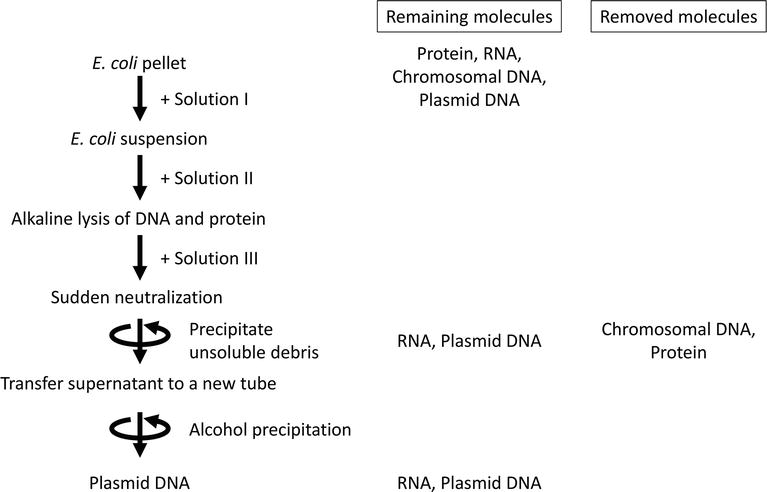 Remaining molecules
Removed molecules
E. coli pellet
Protein, RNA,
Chromosomal DNA,
Plasmid DNA
+ Solution I
E. coli suspension
+ Solution II
Alkaline lysis of DNA and protein
+ Solution III
Sudden neutralization
Precipitate
unsoluble debris
RNA, Plasmid DNA
Chromosomal DNA,
Protein
Transfer supernatant to a new tube
Alcohol precipitation
Plasmid DNA
RNA, Plasmid DNA